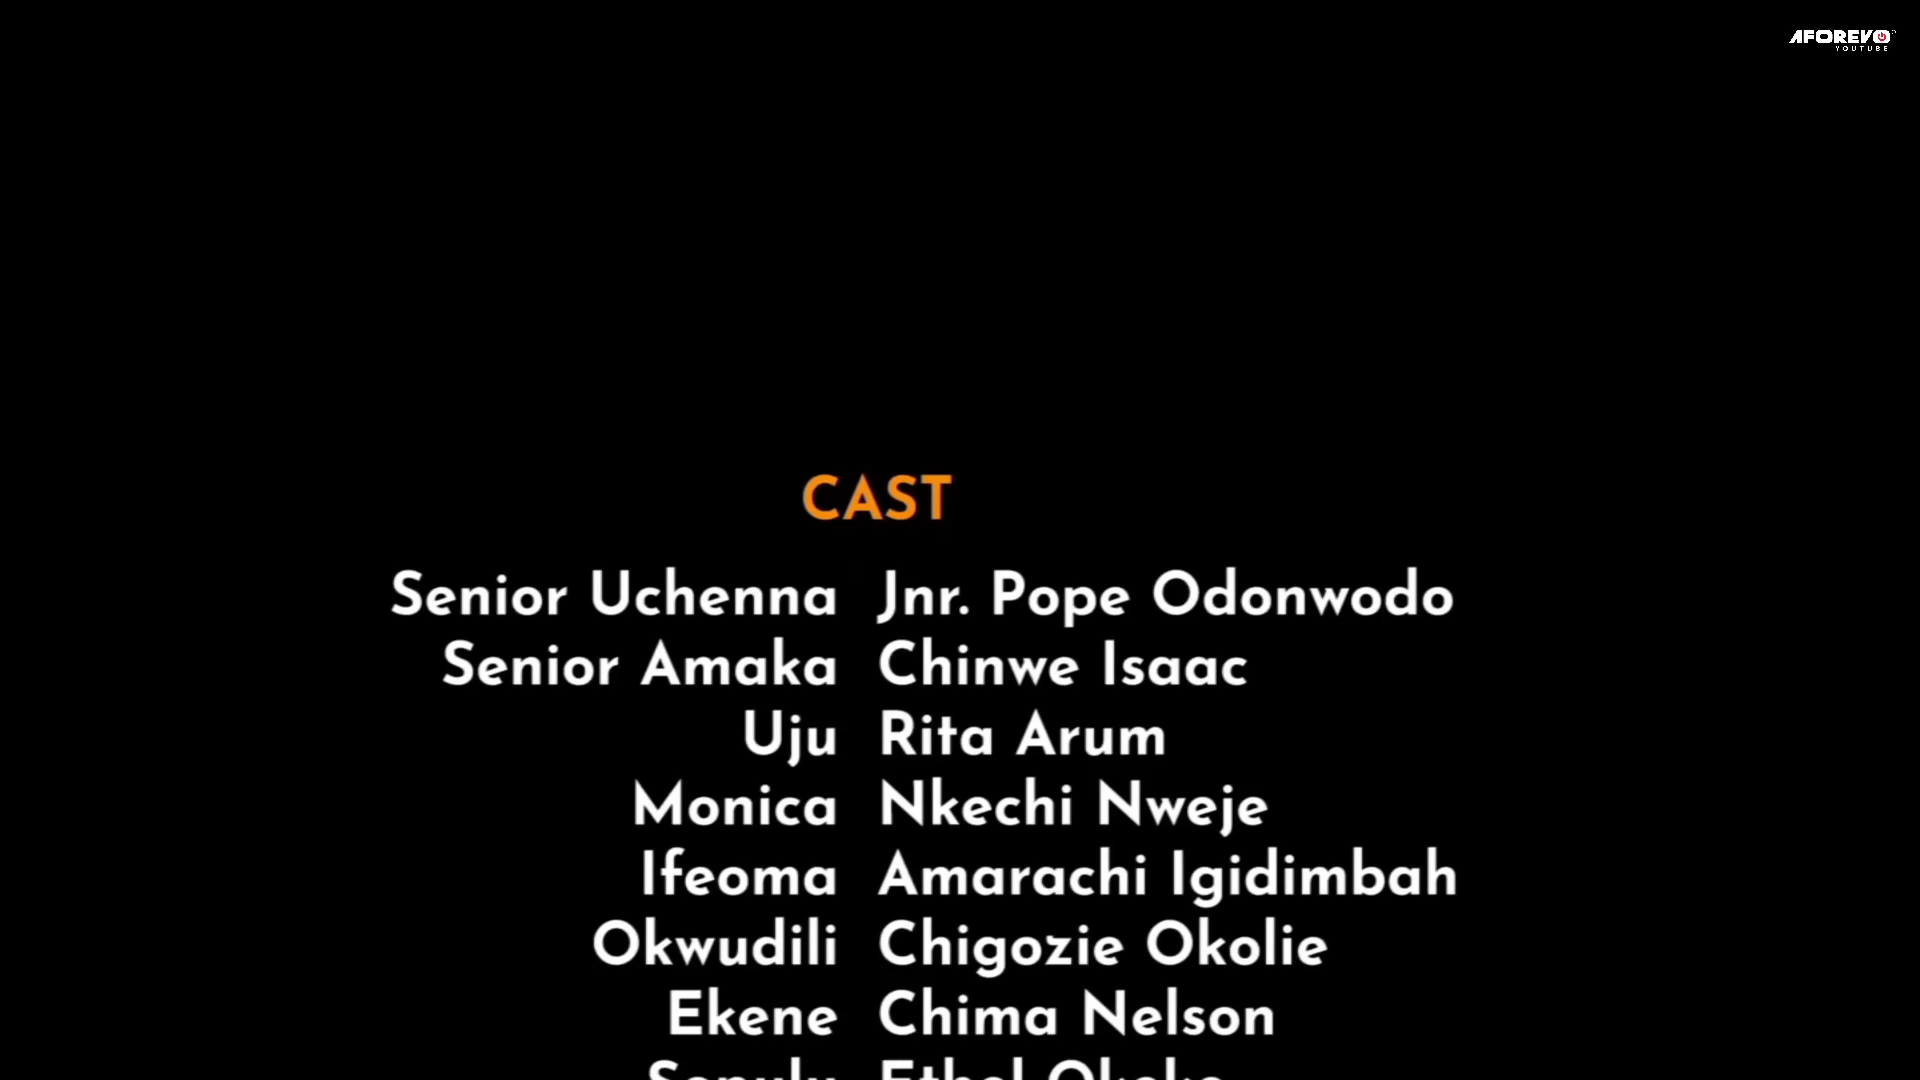 AFOREVO
YOUTUBE
CAST
Senior Uchenna Jnr. Pope Odonwodo
Senior Amaka Chinwe Isaac
Uju Rita Arum
Monica Nkechi Nweje
Ifeoma Amarachi Igidimbah
Okwudili Chigozie Okolie
Ekene Chima Nelson